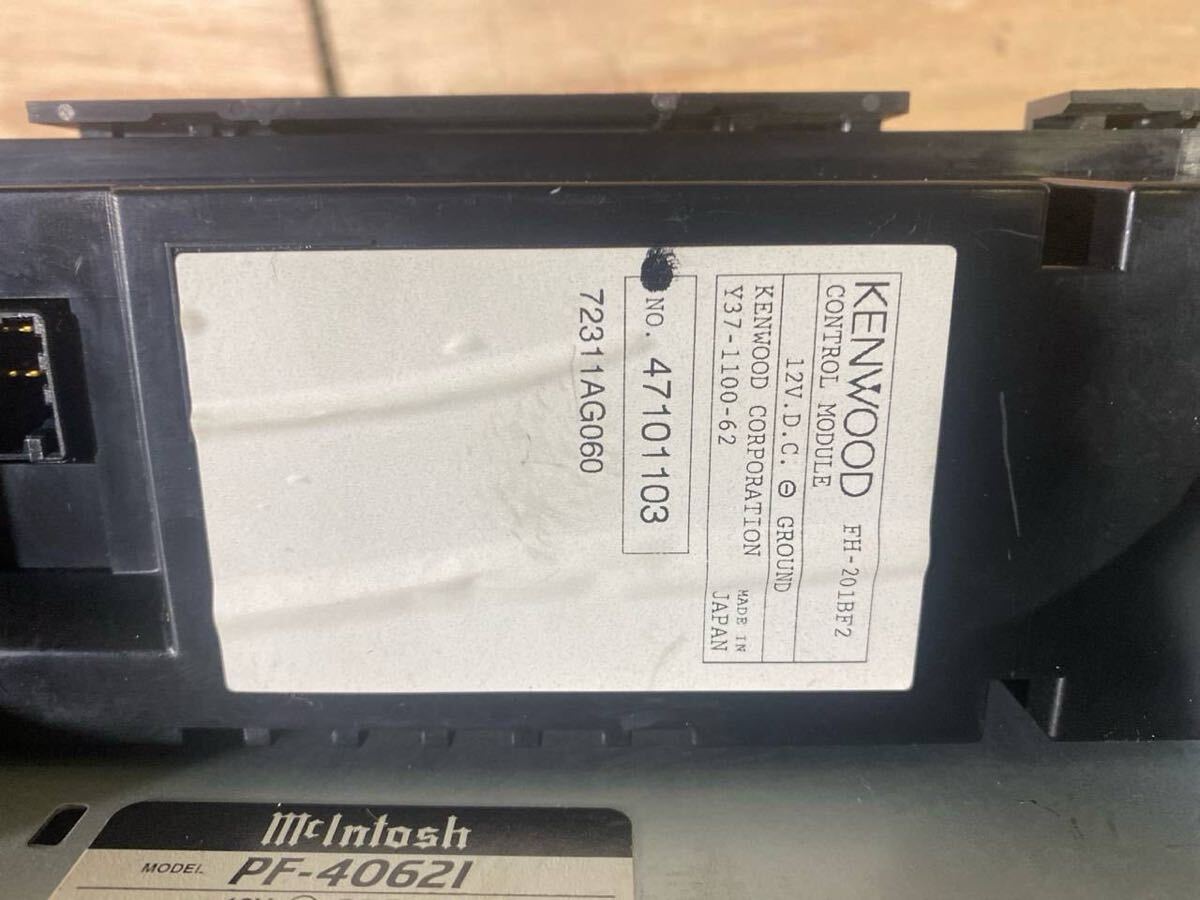 KENWOOD FH-201BF2
CONTROL MODULE
12V.D.C. ⊖ GROUND
KENWOOD CORPORATION
Y37-1100-62 MADE IN JAPAN
NO. 47101103
72311AG060
McIntosh
MODEL PF-4062I